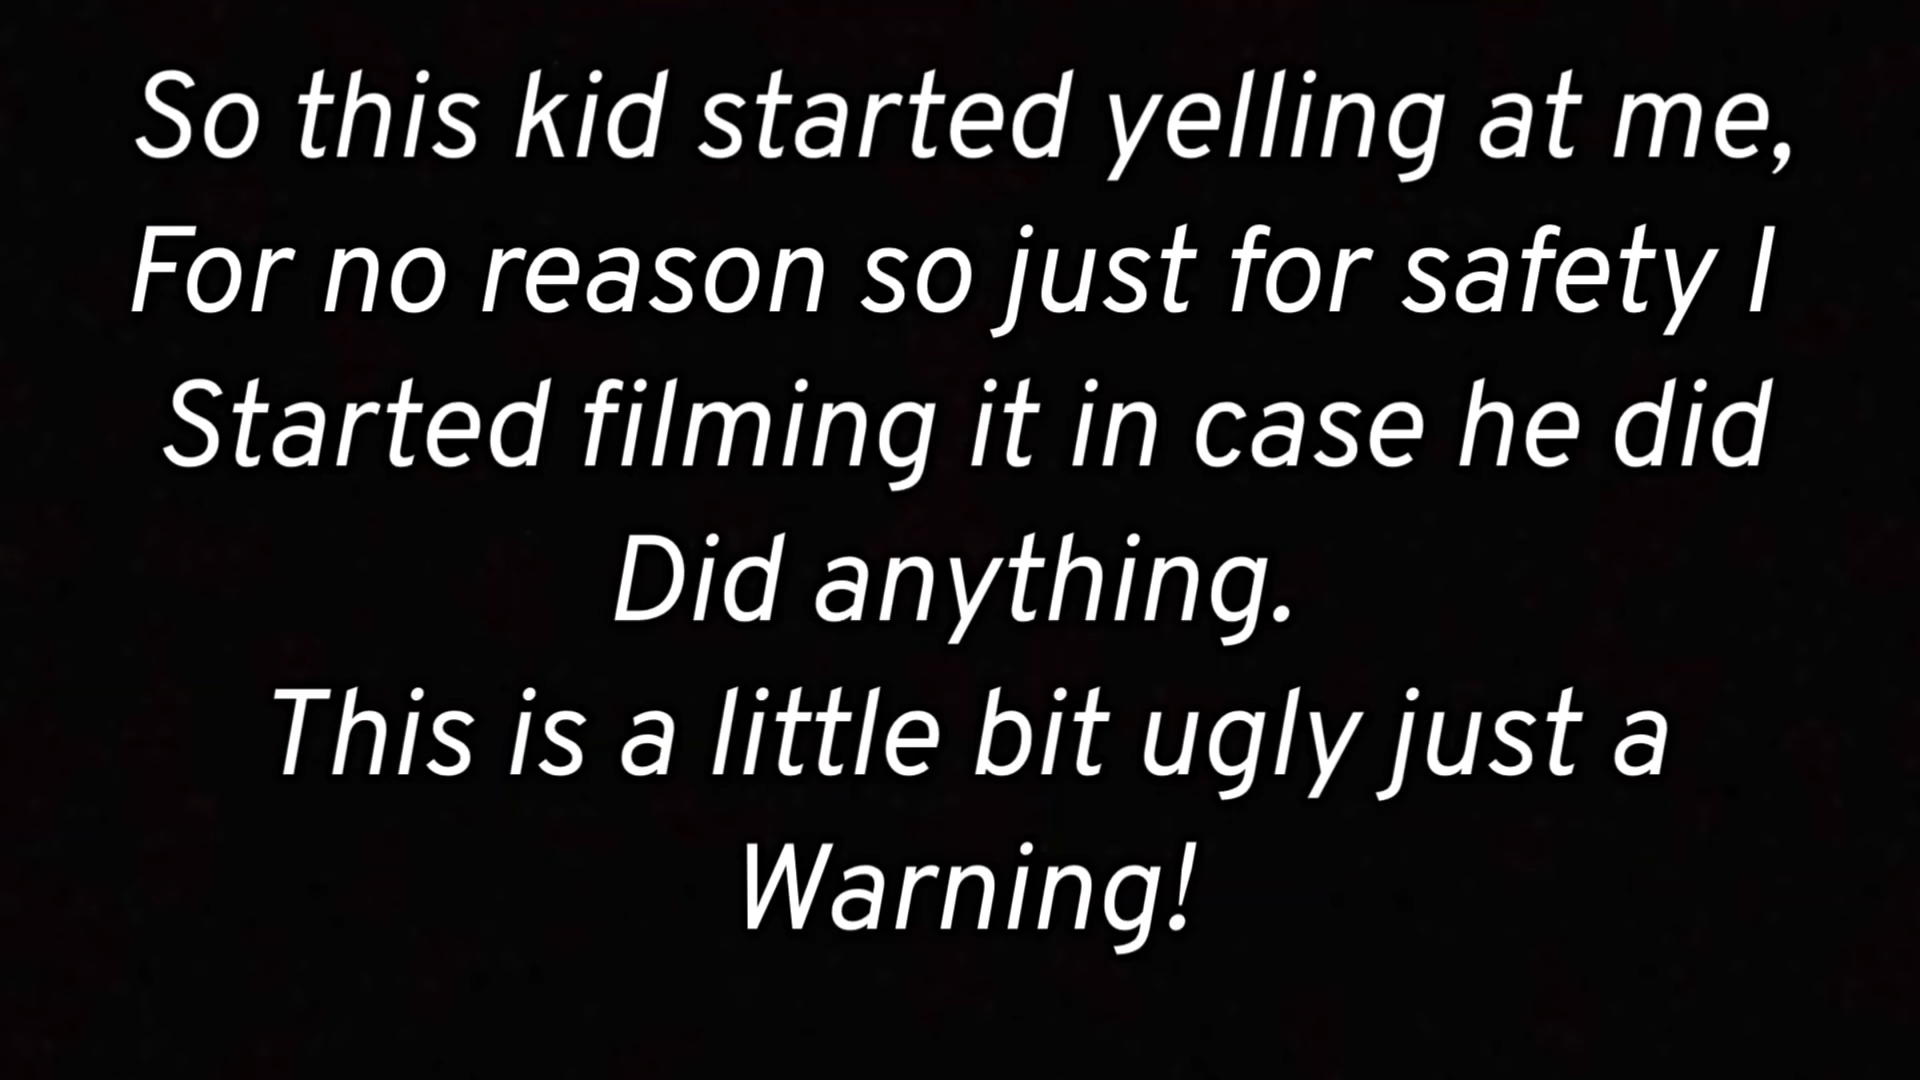 So this kid started yelling at me,
For no reason so just for safety I
Started filming it in case he did
Did anything.
This is a little bit ugly just a
Warning!